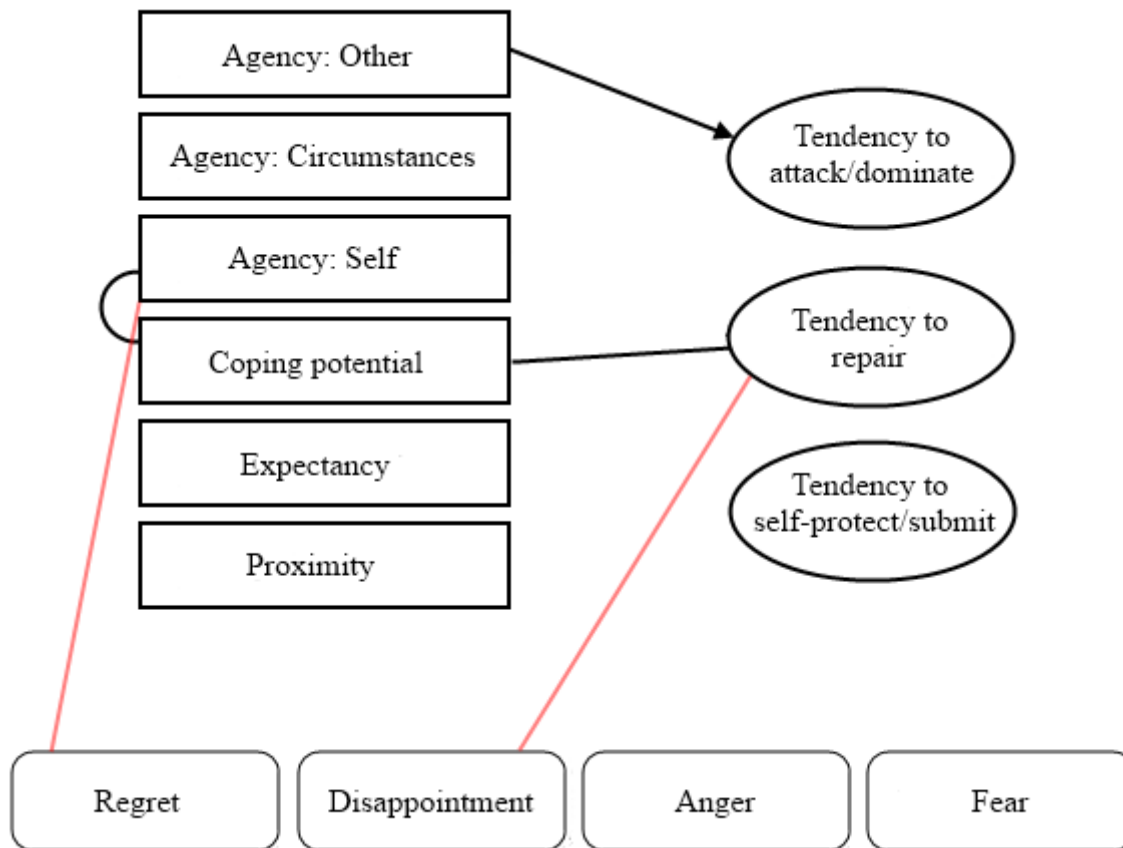 Agency: Other
Agency: Circumstances
Agency: Self
Coping potential
Expectancy
Proximity
Tendency to
attack/dominate
Tendency to
repair
Tendency to
self-protect/submit
Regret
Disappointment
Anger
Fear